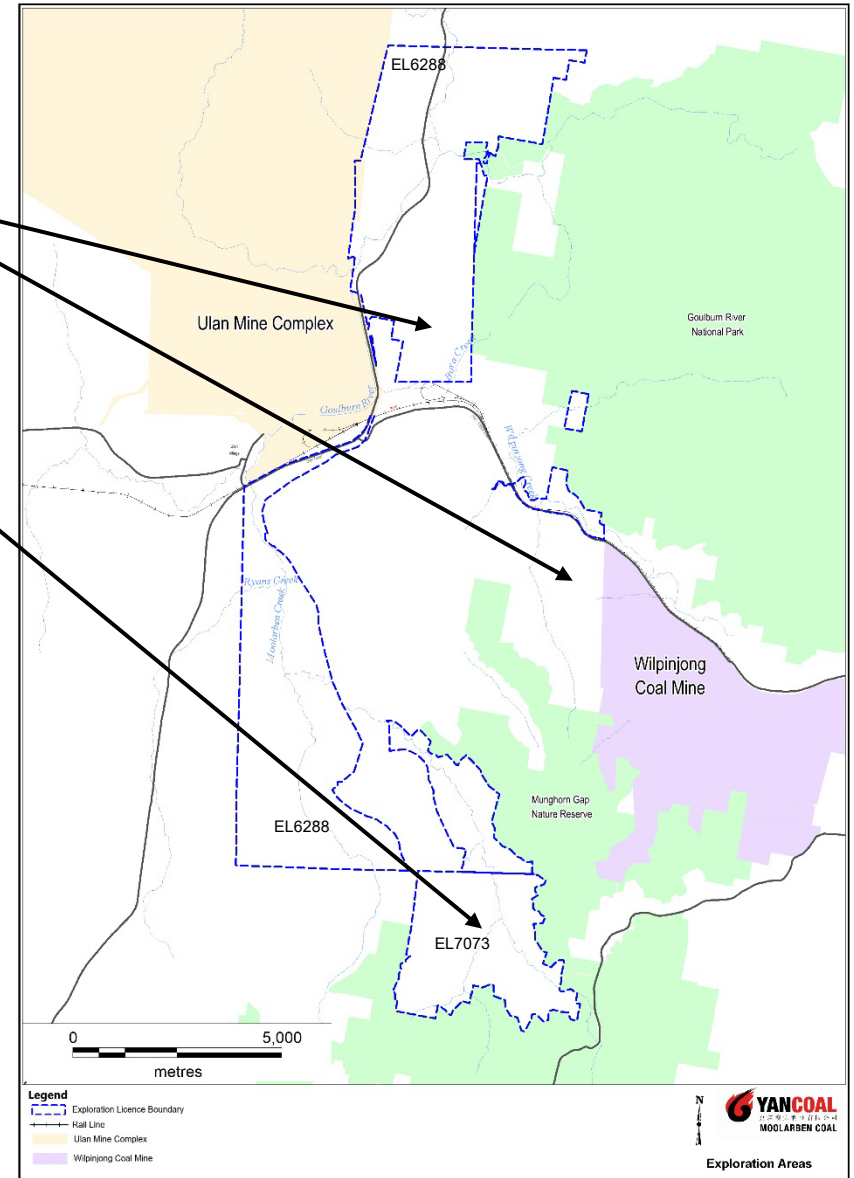 EL6288
Ulan Mine Complex
Goulburn River
National Park
Goulburn River
Wilpinjong Creek
Ryans Creek
Moolarben Creek
Wilpinjong
Coal Mine
Munghorn Gap
Nature Reserve
EL6288
EL7073
0 5,000
metres
Legend
Exploration Licence Boundary
Rail Line
Ulan Mine Complex
Wilpinjong Coal Mine
N
YANCOAL
MOOLARBEN COAL
Exploration Areas